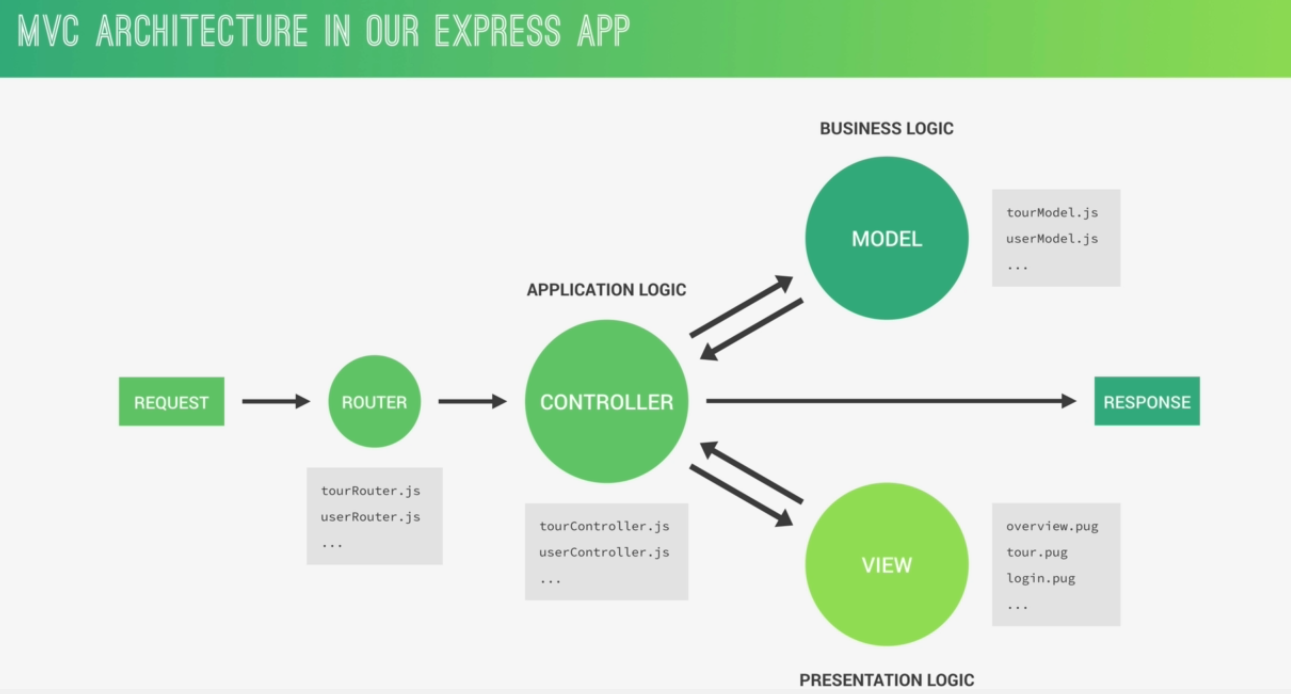 MVC ARCHITECTURE IN OUR EXPRESS APP
BUSINESS LOGIC
MODEL
tourModel.js
userModel.js
...
APPLICATION LOGIC
REQUEST
ROUTER
CONTROLLER
RESPONSE
tourRouter.js
userRouter.js
...
tourController.js
userController.js
...
VIEW
overview.pug
tour.pug
login.pug
...
PRESENTATION LOGIC